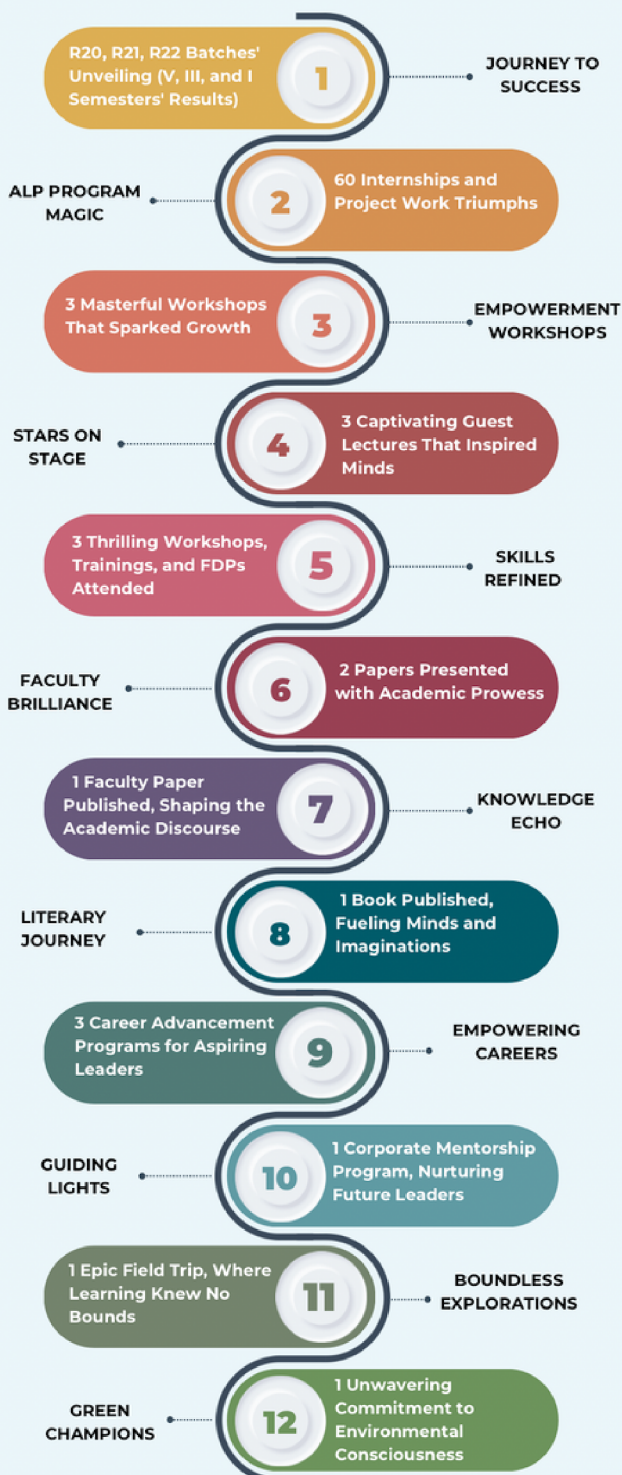 R20, R21, R22 Batches'
Unveiling (V, III, and I
Semesters' Results)
1
JOURNEY TO
SUCCESS
ALP PROGRAM
MAGIC
2
60 Internships and
Project Work Triumphs
3 Masterful Workshops
That Sparked Growth
3
EMPOWERMENT
WORKSHOPS
STARS ON
STAGE
4
3 Captivating Guest
Lectures That Inspired
Minds
3 Thrilling Workshops,
Trainings, and FDPs
Attended
5
SKILLS
REFINED
FACULTY
BRILLIANCE
6
2 Papers Presented
with Academic Prowess
1 Faculty Paper
Published, Shaping the
Academic Discourse
7
KNOWLEDGE
ECHO
LITERARY
JOURNEY
8
1 Book Published,
Fueling Minds and
Imaginations
3 Career Advancement
Programs for Aspiring
Leaders
9
EMPOWERING
CAREERS
GUIDING
LIGHTS
10
1 Corporate Mentorship
Program, Nurturing
Future Leaders
1 Epic Field Trip, Where
Learning Knew No
Bounds
11
BOUNDLESS
EXPLORATIONS
GREEN
CHAMPIONS
12
1 Unwavering
Commitment to
Environmental
Consciousness